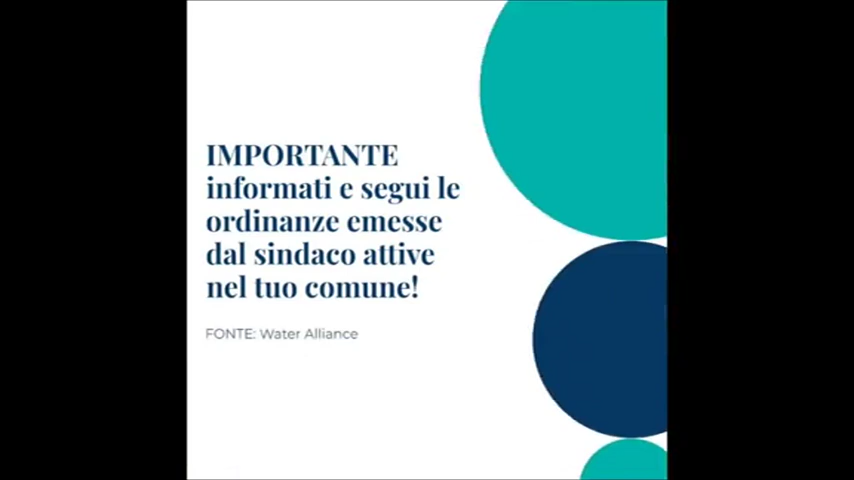 IMPORTANTE
informati e segui le
ordinanze emesse
dal sindaco attive
nel tuo comune!
FONTE: Water Alliance